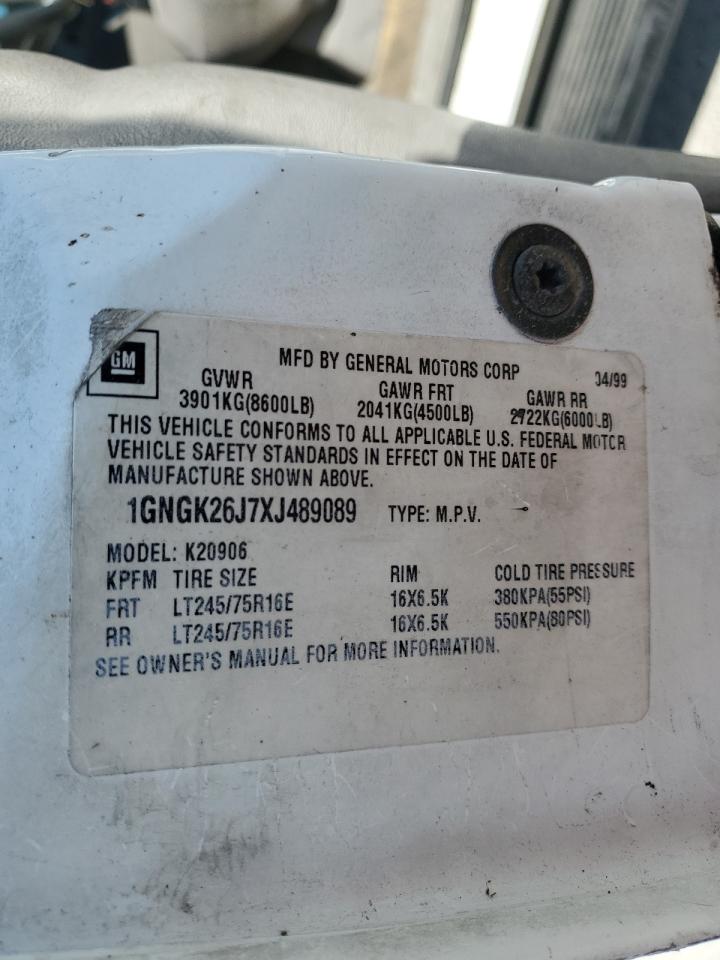 GM
MFD BY GENERAL MOTORS CORP 04/99
GVWR GAWR FRT GAWR RR
3901KG(8600LB) 2041KG(4500LB) 2722KG(6000LB)
THIS VEHICLE CONFORMS TO ALL APPLICABLE U.S. FEDERAL MOTOR
VEHICLE SAFETY STANDARDS IN EFFECT ON THE DATE OF
MANUFACTURE SHOWN ABOVE.
1GNGK26J7XJ489089 TYPE: M.P.V.
MODEL: K20906
KPFM TIRE SIZE RIM COLD TIRE PRESSURE
FRT LT245/75R16E 16X6.5K 380KPA(55PSI)
RR LT245/75R16E 16X6.5K 550KPA(80PSI)
SEE OWNER'S MANUAL FOR MORE INFORMATION.